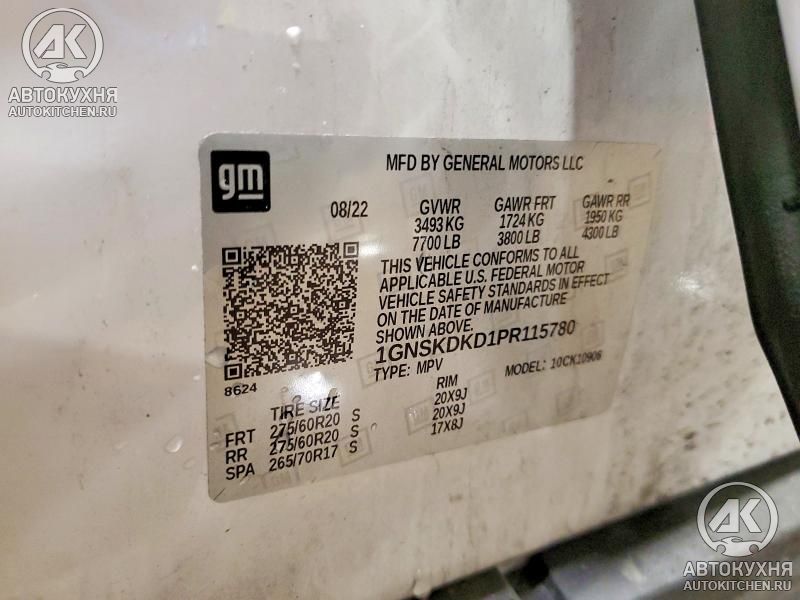 AK
АВТОКУХНЯ
AUTOKITCHEN.RU
gm
MFD BY GENERAL MOTORS LLC
08/22 GVWR GAWR FRT GAWR RR
3493 KG 1724 KG 1950 KG
7700 LB 3800 LB 4300 LB
THIS VEHICLE CONFORMS TO ALL
APPLICABLE U.S. FEDERAL MOTOR
VEHICLE SAFETY STANDARDS IN EFFECT
ON THE DATE OF MANUFACTURE
SHOWN ABOVE.
1GNSKDKD1PR115780
TYPE: MPV MODEL: 10CK10906
8624
TIRE SIZE RIM
FRT 275/60R20 S 20X9J
RR 275/60R20 S 20X9J
SPA 265/70R17 S 17X8J
AK
АВТОКУХНЯ
AUTOKITCHEN.RU